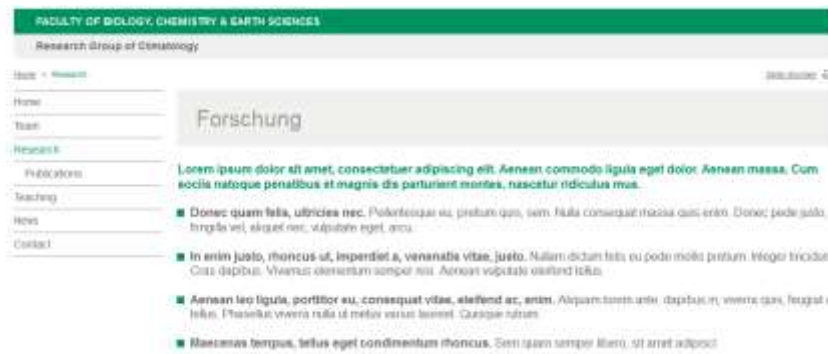 FACULTY OF BIOLOGY, CHEMISTRY & EARTH SCIENCES
Research Group of Climatology
Home > Research
Home
Team
Forschung
Research
Publications
Teaching
News
Contact
Lorem ipsum dolor sit amet, consectetuer adipiscing elit. Aenean commodo ligula eget dolor. Aenean massa. Cum
sociis natoque penatibus et magnis dis parturient montes, nascetur ridiculus mus.
Donec quam felis, ultricies nec. Pellentesque eu, pretium quis, sem. Nulla consequat massa quis enim. Donec pede justo,
fringilla vel, aliquet nec, vulputate eget, arcu.
In enim justo, rhoncus ut, imperdiet a, venenatis vitae, justo. Nullam dictum felis eu pede mollis pretium. Integer tincidunt
Cras dapibus. Vivamus elementum semper nisi. Aenean vulputate eleifend tellus.
Aenean leo ligula, porttitor eu, consequat vitae, eleifend ac, enim. Aliquam lorem ante, dapibus in, viverra quis, feugiat
tellus. Phasellus viverra nulla ut metus varius laoreet. Quisque rutrum
Maecenas tempus, tellus eget condimentum rhoncus. Sem quam semper libero, sit amet adipisci